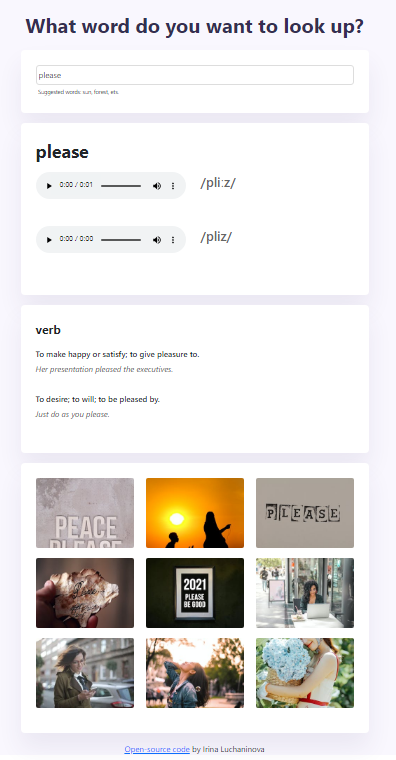 What word do you want to look up?
please
Suggested words: sun, forest, ets.
please
0:00 / 0:01
/pliːz/
0:00 / 0:00
/pliz/
verb
To make happy or satisfy; to give pleasure to.
Her presentation pleased the executives.
To desire; to will; to be pleased by.
Just do as you please.
PEACE
PLEASE
PLEASE
2021
PLEASE
BE GOOD
Open-source code by Irina Luchaninova